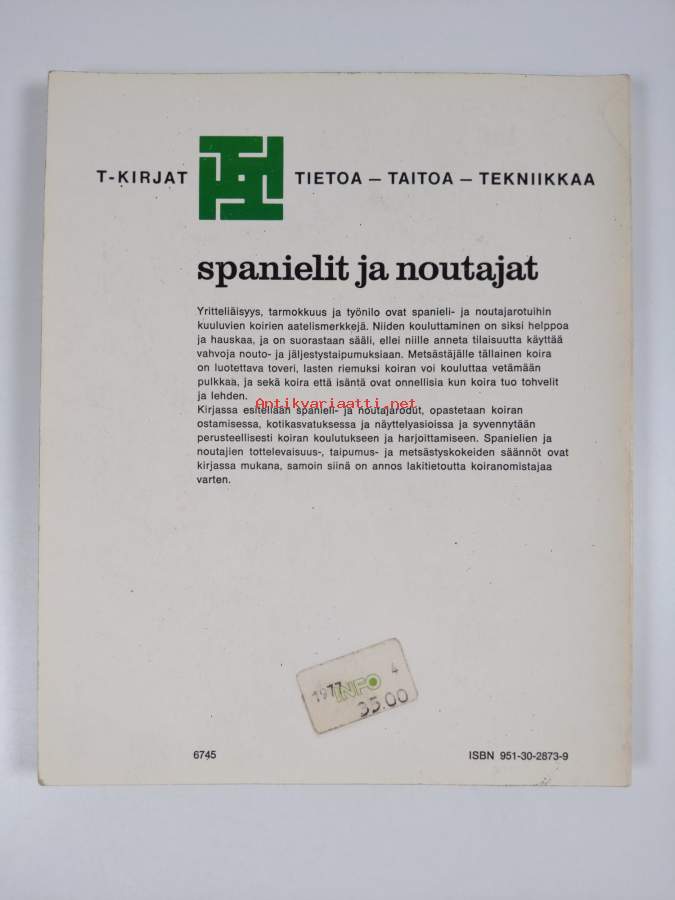 T-KIRJAT TIETOA — TAITOA — TEKNIIKKAA
spanielit ja noutajat
Yritteliäisyys, tarmokkuus ja työnilo ovat spanieli- ja noutajarotuihin
kuuluvien koirien aatelismerkkejä. Niiden kouluttaminen on siksi helppoa
ja hauskaa, ja on suorastaan sääli, ellei niille anneta tilaisuutta käyttää
vahvoja nouto- ja jäljestystaipumuksiaan. Metsästäjälle tällainen koira
on luotettava toveri, lasten riemuksi koiran voi kouluttaa vetämään
pulkkaa, ja sekä koira että isäntä ovat onnellisia kun koira tuo tohvelit
ja lehden.
Antikvariaatti.net
Kirjassa esitellään spanieli- ja noutajarodut, opastetaan koiran
ostamisessa, kotikasvatuksessa ja näyttelyasioissa ja syvennytään
perusteellisesti koiran koulutukseen ja harjoittamiseen. Spanielien ja
noutajien tottelevaisuus-, taipumus- ja metsästyskokeiden säännöt ovat
kirjassa mukana, samoin siinä on annos lakitietoutta koiranomistajaa
varten.
1977 4
INFO
35.00
6745 ISBN 951-30-2873-9